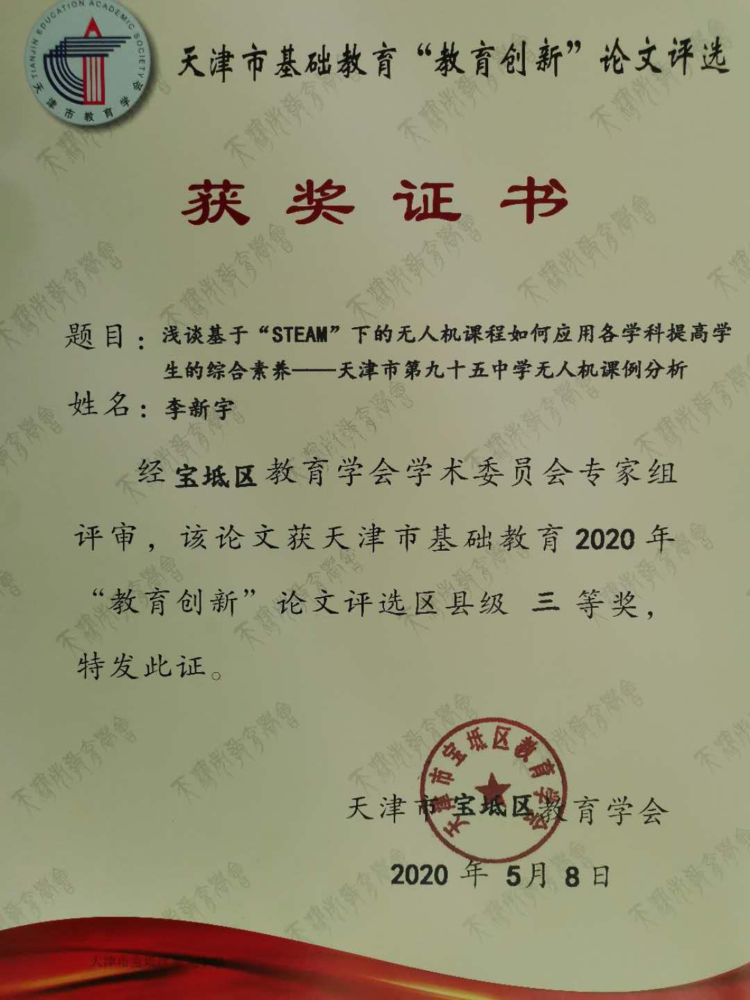 TIANJIN EDUCATION ACADEMIC SOCIETY
天津市教育学会
天津市基础教育“教育创新”论文评选
获奖证书
题目：浅谈基于“STEAM”下的无人机课程如何应用各学科提高学
生的综合素养——天津市第九十五中学无人机课例分析
姓名：李新宇
经宝坻区教育学会学术委员会专家组
评审，该论文获天津市基础教育2020年
“教育创新”论文评选区县级 三 等奖，
特发此证。
天津市宝坻区教育学会
天津市宝坻区教育学会
2020 年 5月 8日